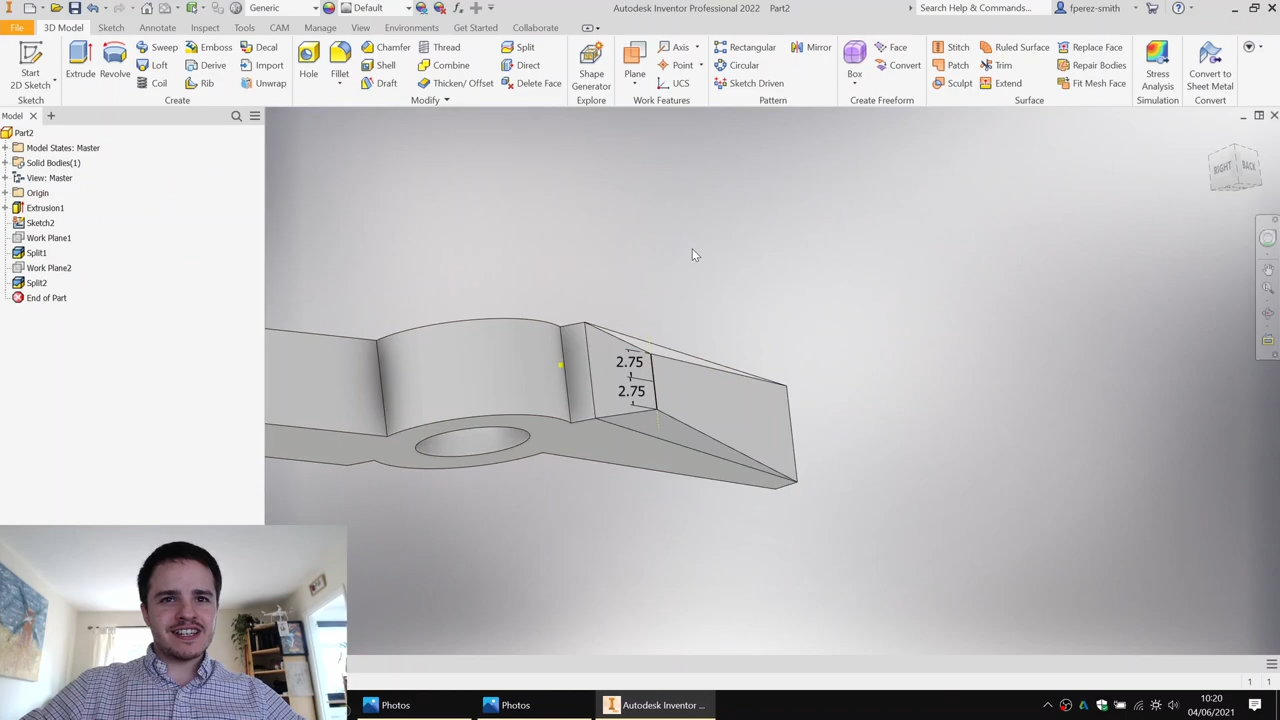 Generic
Default
Autodesk Inventor Professional 2022 Part2
Search Help & Commands...
fperez-smith
File
3D Model
Sketch
Annotate
Inspect
Tools
CAM
Manage
View
Environments
Get Started
Collaborate
Start
2D Sketch
Extrude
Revolve
Sweep
Loft
Coil
Emboss
Derive
Rib
Decal
Import
Unwrap
Hole
Fillet
Chamfer
Shell
Draft
Thread
Combine
Thicken/ Offset
Split
Direct
Delete Face
Shape
Generator
Plane
Axis
Point
UCS
Rectangular
Circular
Sketch Driven
Mirror
Box
Face
Convert
Stitch
Patch
Sculpt
Ruled Surface
Trim
Extend
Replace Face
Repair Bodies
Fit Mesh Face
Stress
Analysis
Convert to
Sheet Metal
Sketch
Create
Modify
Explore
Work Features
Pattern
Create Freeform
Surface
Simulation
Convert
Model
Part2
Model States: Master
Solid Bodies(1)
View: Master
Origin
Extrusion1
Sketch2
Work Plane1
Split1
Work Plane2
Split2
End of Part
RIGHT
BACK
2.75
2.75
1 1
Photos
Photos
Autodesk Inventor ...
10:20
04/06/2021